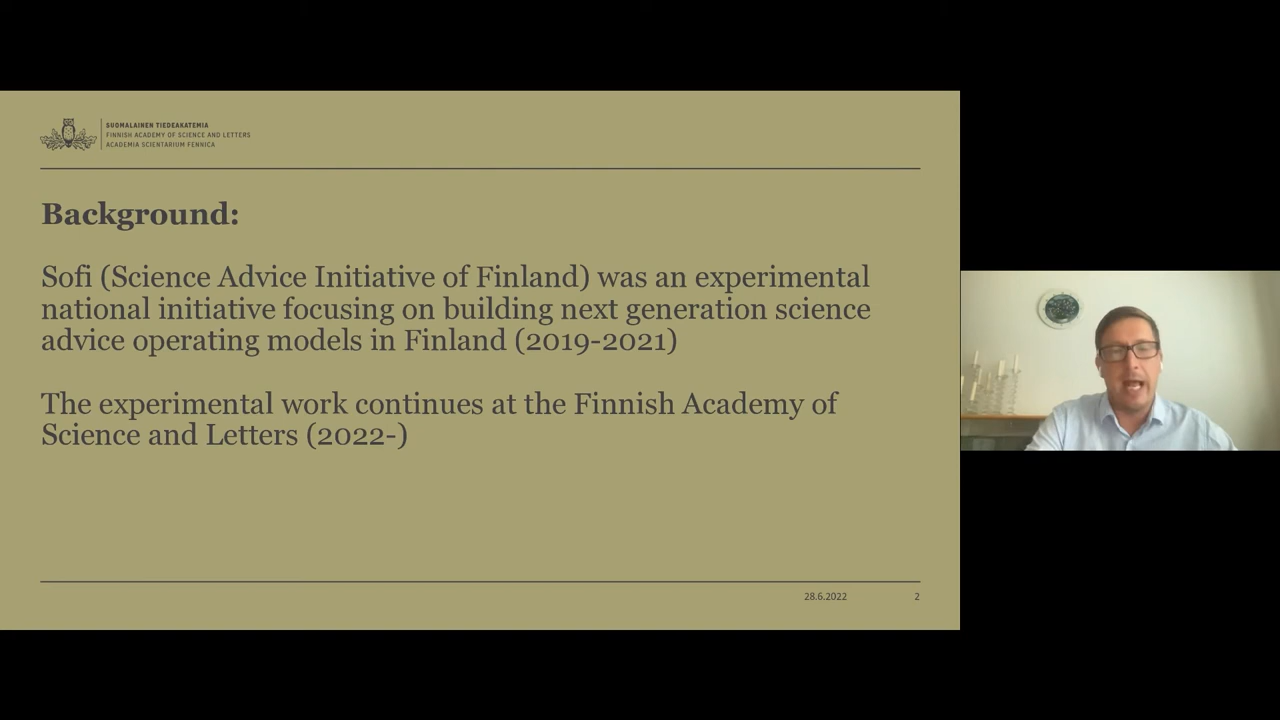 SUOMALAINEN TIEDEAKATEMIA
FINNISH ACADEMY OF SCIENCE AND LETTERS
ACADEMIA SCIENTIARUM FENNICA
Background:
Sofi (Science Advice Initiative of Finland) was an experimental
national initiative focusing on building next generation science
advice operating models in Finland (2019-2021)
The experimental work continues at the Finnish Academy of
Science and Letters (2022-)
28.6.2022 2